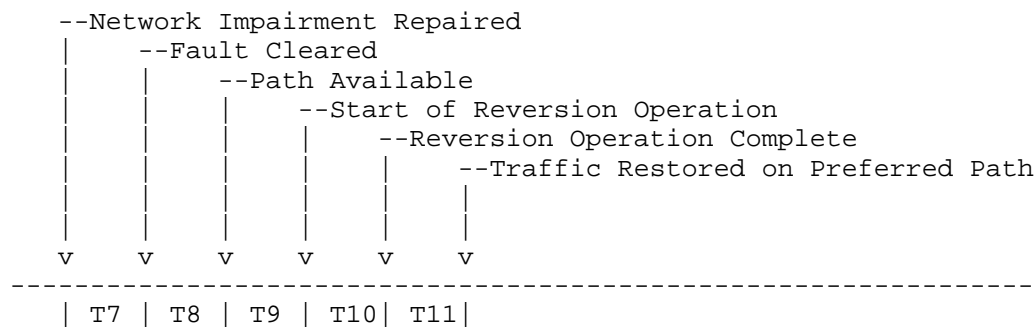 --Network Impairment Repaired
|    --Fault Cleared
|    |    --Path Available
|    |    |    --Start of Reversion Operation
|    |    |    |    --Reversion Operation Complete
|    |    |    |    |    --Traffic Restored on Preferred Path
|    |    |    |    |    |
|    |    |    |    |    |
v    v    v    v    v    v
-----------------------------------------------------------------
| T7 | T8 | T9 | T10| T11|